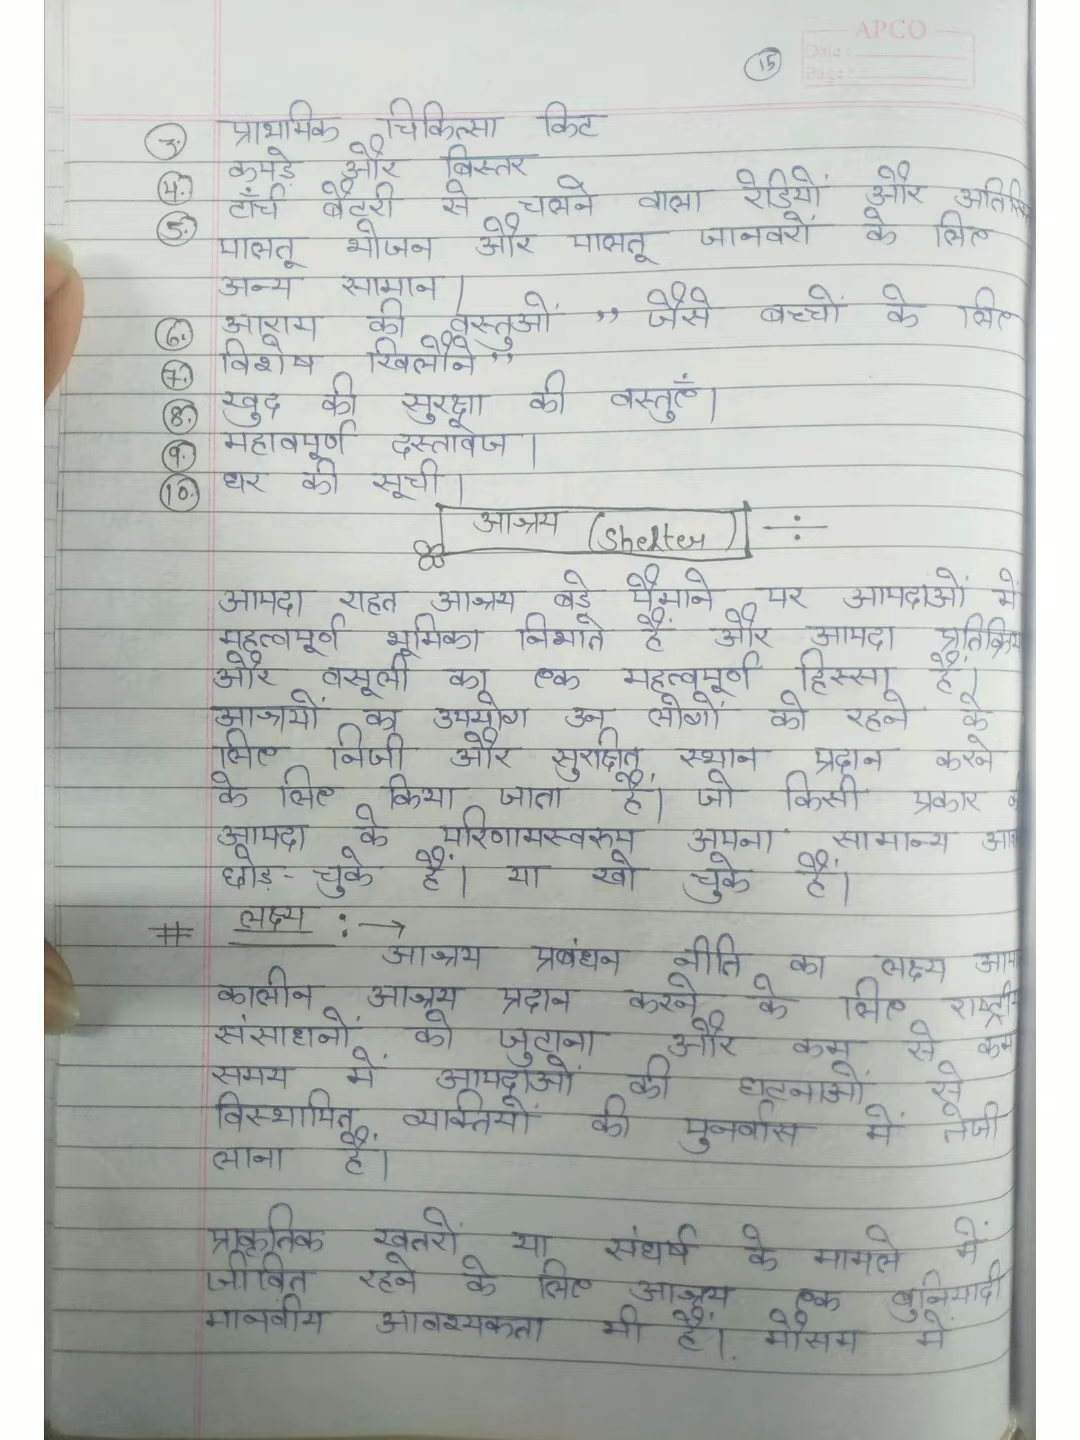 APCO
Date :
Page :
15
3. प्राथमिक चिकित्सा किट
4. कपड़े और बिस्तर
5. टॉर्च बैटरी से चलने वाला रेडियों और
पालतू भोजन और पालतू जानवरों के लिए
अन्य सामान।
6. आराम की वस्तुओं " जैसे बच्चों के लिए
7. विशेष खिलौने "
8. खुद की सुरक्षा की वस्तुएँ।
9. महावपूर्ण दस्तावेज।
10. घर की सूची।
आश्रय (Shelter) ÷
आपदा राहत आश्रय बड़े पैमाने पर आपदाओं में
महत्वपूर्ण भूमिका निभाते हैं और आपदा
और वसूली का एक महत्वपूर्ण हिस्सा हैं।
आश्रयों का उपयोग उन लोगों को रहने के
लिए निजी और सुरक्षित स्थान प्रदान करने
के लिए किया जाता हैं। जो किसी प्रकार
आपदा के परिणामस्वरूप अपना सामान्य
छोड़ - चुके हैं। या खो चुके हैं।
# लक्ष्य :→
आश्रय प्रबंधन नीति का लक्ष्य
कालीन आश्रय प्रदान करने के लिए
संसाधनों को जुटाना और कम से कम
समय में आपदाओं की घटनाओं से
विस्थापित व्यक्तियों की पुनर्वास में तेजी
लाना हैं।
प्राकृतिक खतरों या संघर्ष के मामले में
जीवित रहने के लिए आश्रय एक बुनियादी
मानवीय आवश्यकता भी हैं। मौसम में